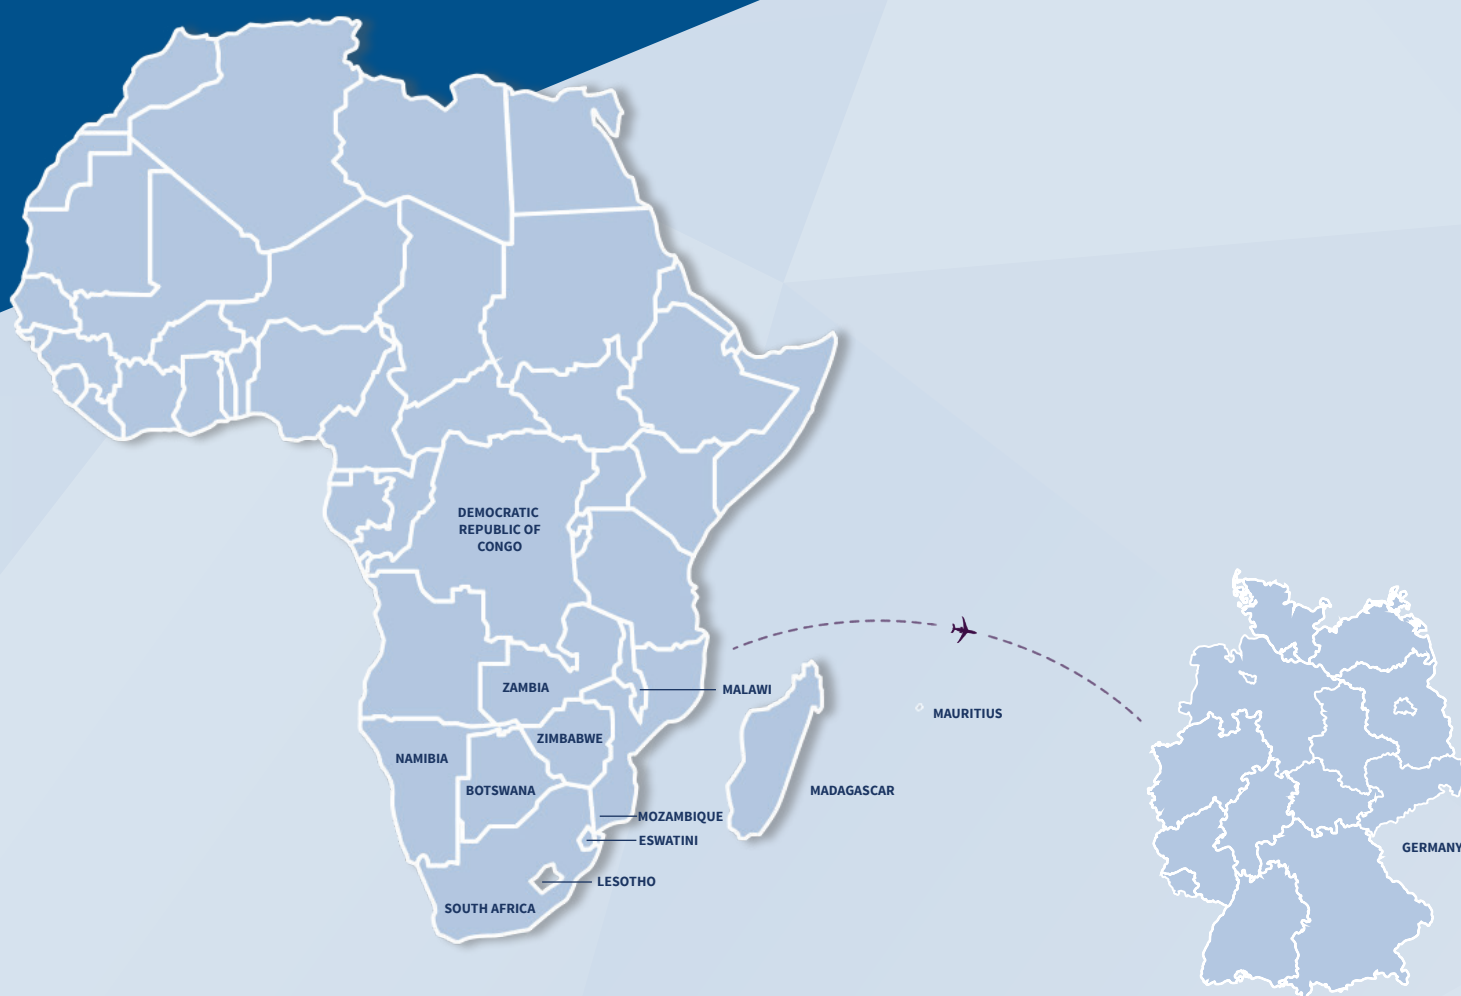 DEMOCRATIC
REPUBLIC OF
CONGO
ZAMBIA
MALAWI
MAURITIUS
ZIMBABWE
NAMIBIA
BOTSWANA
MADAGASCAR
MOZAMBIQUE
ESWATINI
GERMANY
LESOTHO
SOUTH AFRICA